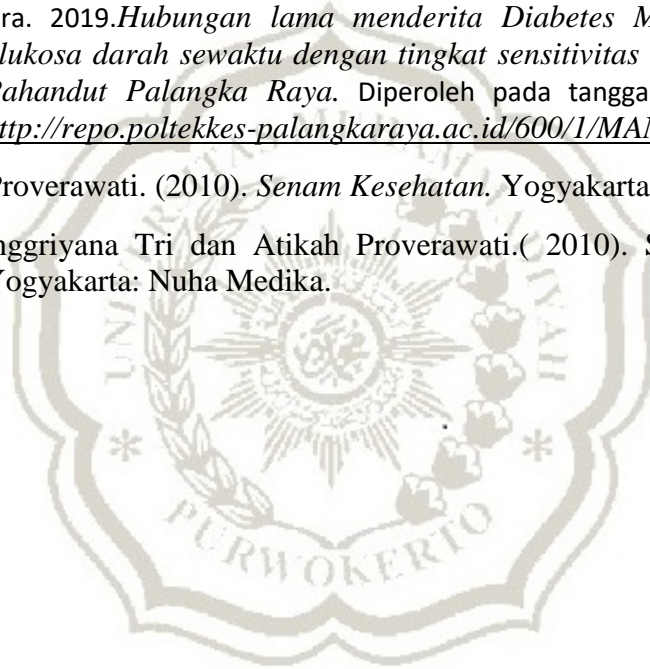 ra. 2019.Hubungan lama menderita Diabetes M
lukosa darah sewaktu dengan tingkat sensitivitas
Pahandut Palangka Raya. Diperoleh pada tangga
ttp://repo.poltekkes-palangkaraya.ac.id/600/1/MAN
Proverawati. (2010). Senam Kesehatan. Yogyakarta
nggriyana Tri dan Atikah Proverawati.( 2010). S
Yogyakarta: Nuha Medika.
PURWOKERTO